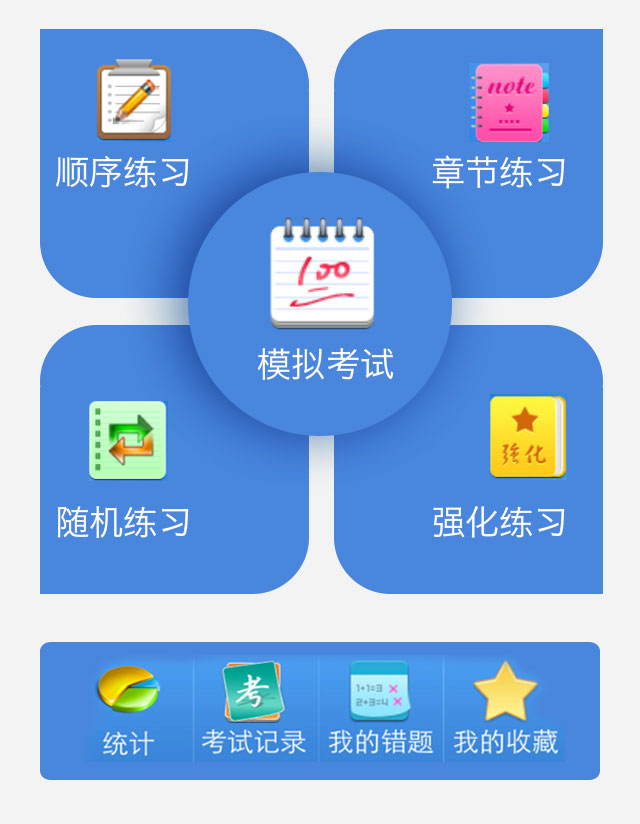 note
顺序练习
章节练习
100
模拟考试
强化
随机练习
强化练习
考
1+1=3
2+3=4
统计
考试记录
我的错题
我的收藏